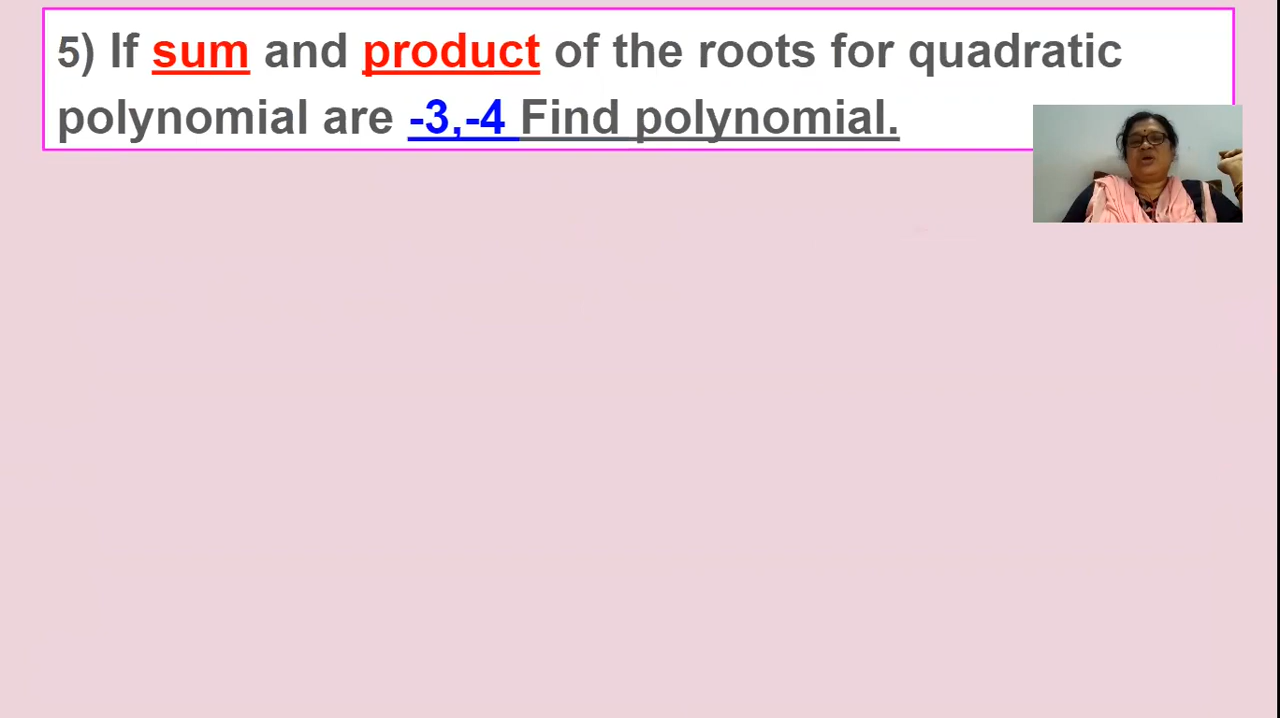 5) If sum and product of the roots for quadratic
polynomial are -3,-4 Find polynomial.